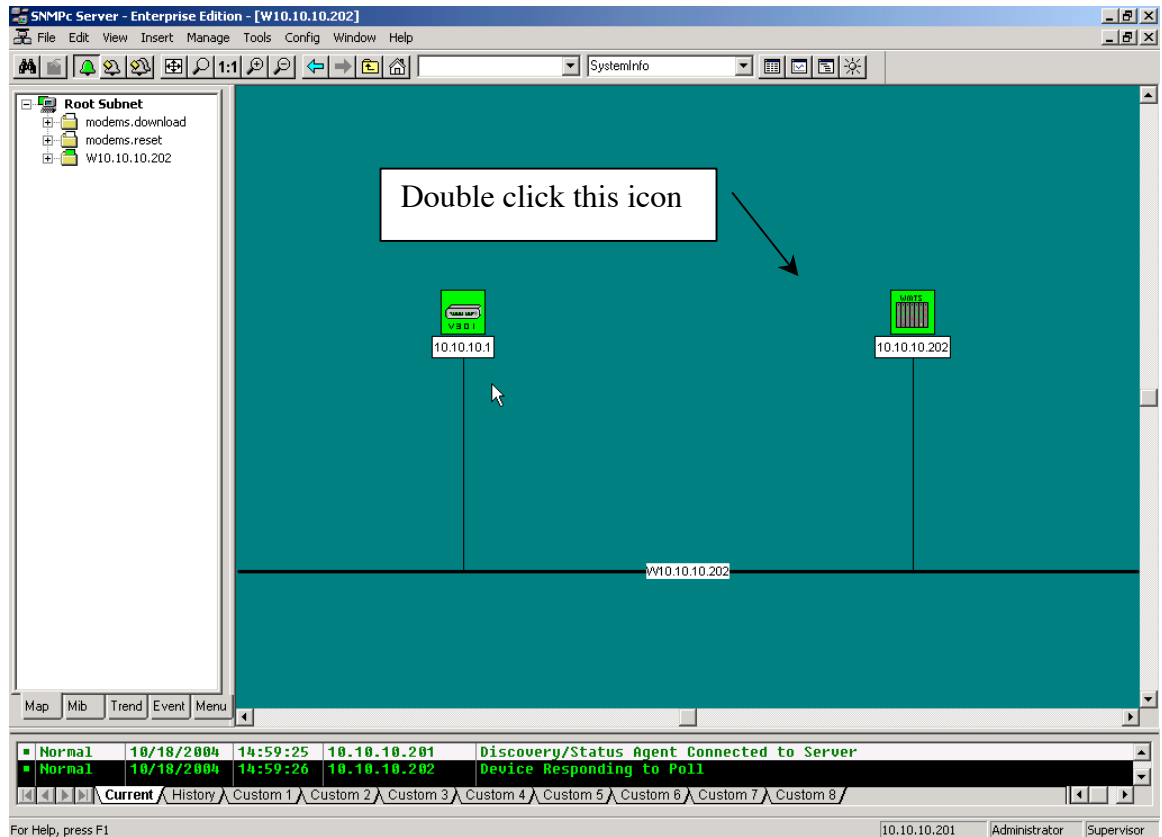 SNMPc Server - Enterprise Edition - [W10.10.10.202]
File Edit View Insert Manage Tools Config Window Help
1:1 SystemInfo
Root Subnet
modems.download
modems.reset
W10.10.10.202
Double click this icon
WMTS
V301
10.10.10.1
10.10.10.202
W10.10.10.202
Map Mib Trend Event Menu
Normal 10/18/2004 14:59:25 10.10.10.201 Discovery/Status Agent Connected to Server
Normal 10/18/2004 14:59:26 10.10.10.202 Device Responding to Poll
Current History Custom 1 Custom 2 Custom 3 Custom 4 Custom 5 Custom 6 Custom 7 Custom 8
For Help, press F1 10.10.10.201 Administrator Supervisor